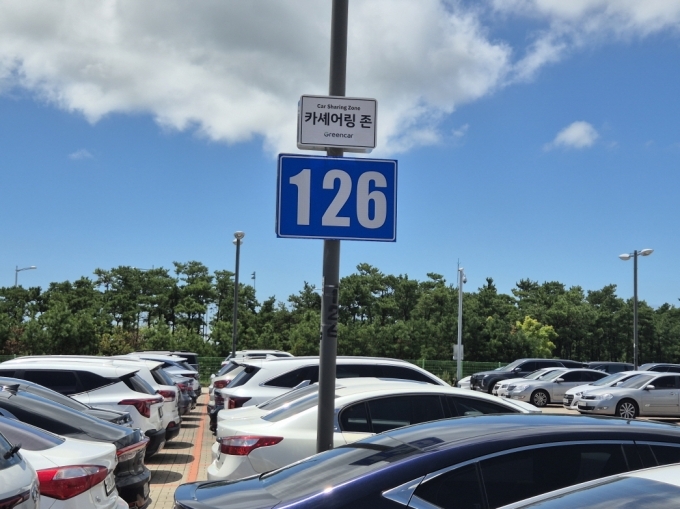 Car Sharing Zone
카셰어링 존
Greencar
126